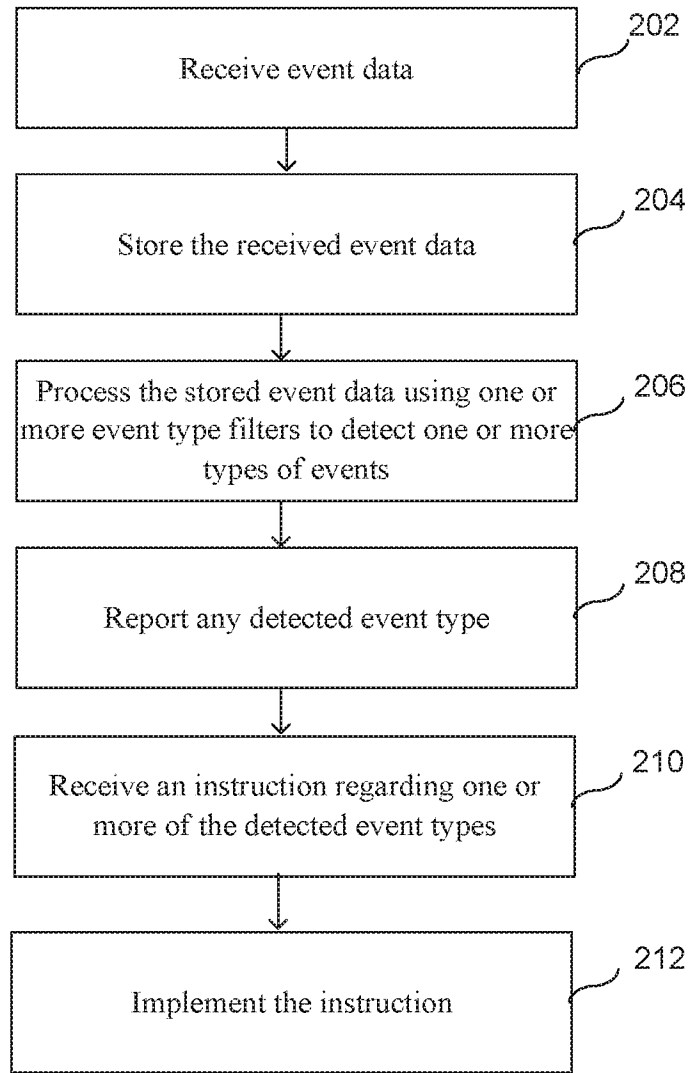 202
Receive event data
204
Store the received event data
206
Process the stored event data using one or
more event type filters to detect one or more
types of events
208
Report any detected event type
210
Receive an instruction regarding one or
more of the detected event types
212
Implement the instruction